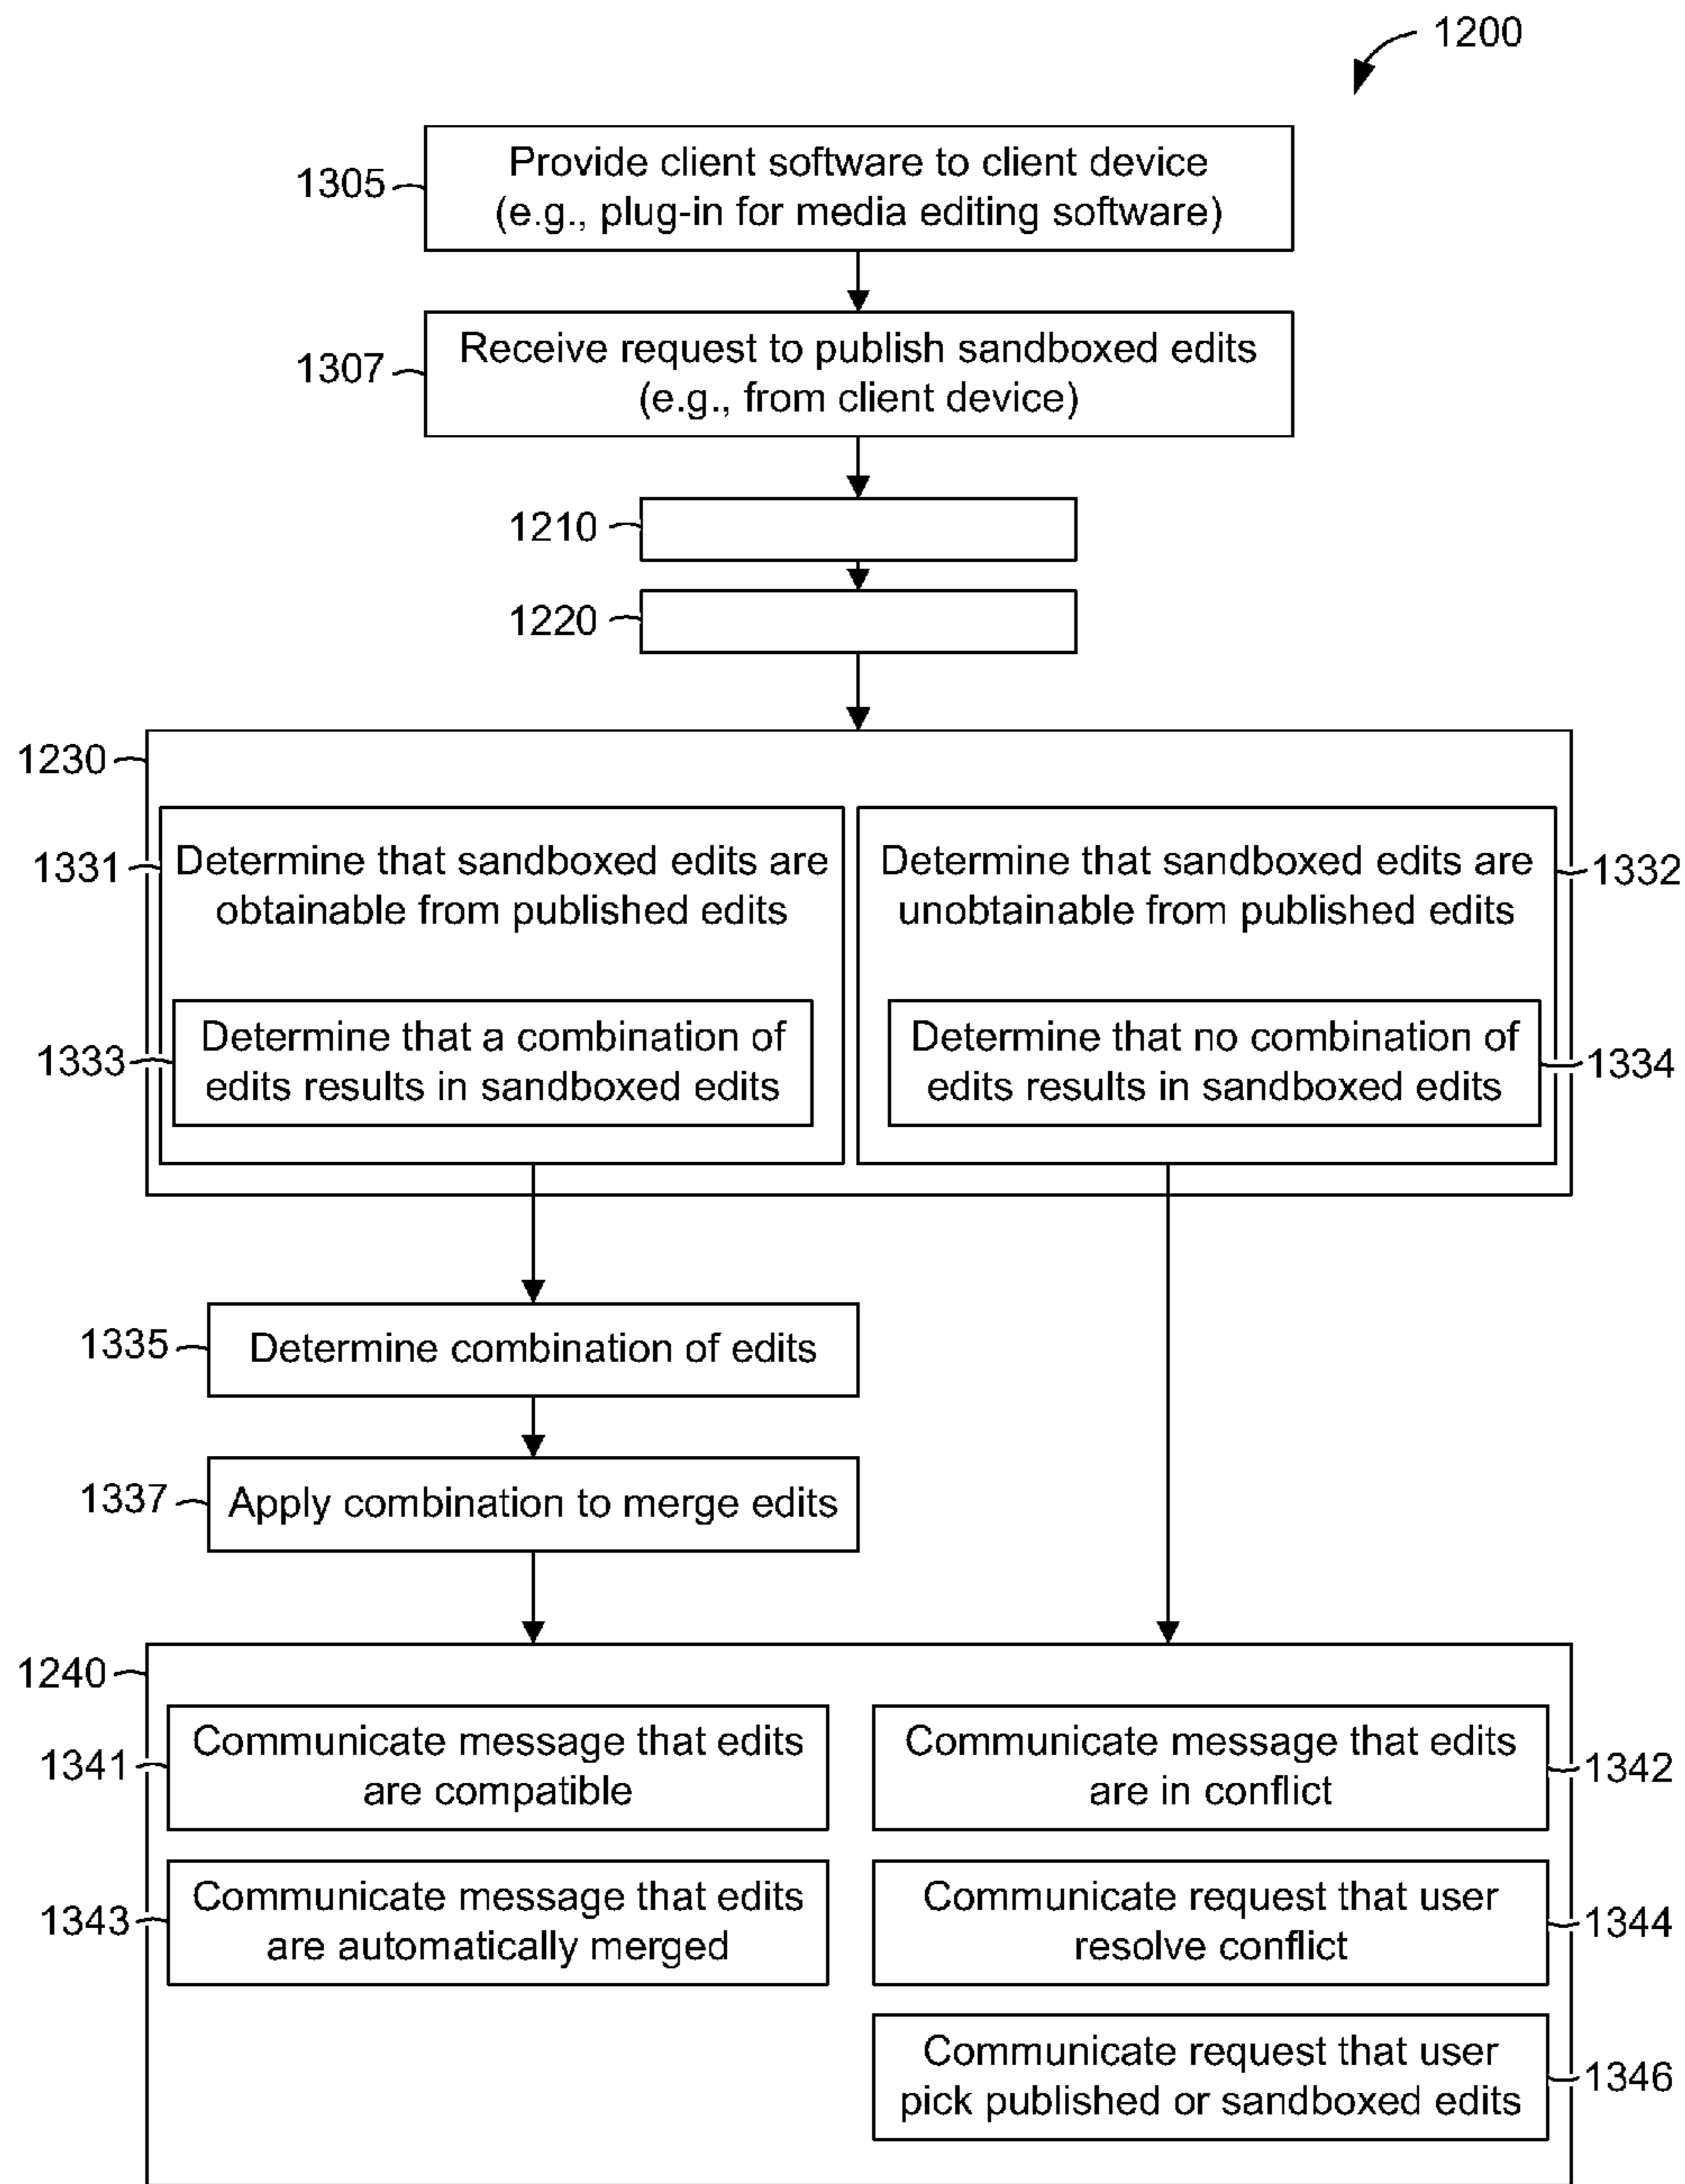 1200
1305
Provide client software to client device
(e.g., plug-in for media editing software)
1307
Receive request to publish sandboxed edits
(e.g., from client device)
1210
1220
1230
1331
Determine that sandboxed edits are
obtainable from published edits
1333
Determine that a combination of
edits results in sandboxed edits
Determine that sandboxed edits are
unobtainable from published edits
1332
Determine that no combination of
edits results in sandboxed edits
1334
1335
Determine combination of edits
1337
Apply combination to merge edits
1240
1341
Communicate message that edits
are compatible
1343
Communicate message that edits
are automatically merged
Communicate message that edits
are in conflict
1342
Communicate request that user
resolve conflict
1344
Communicate request that user
pick published or sandboxed edits
1346